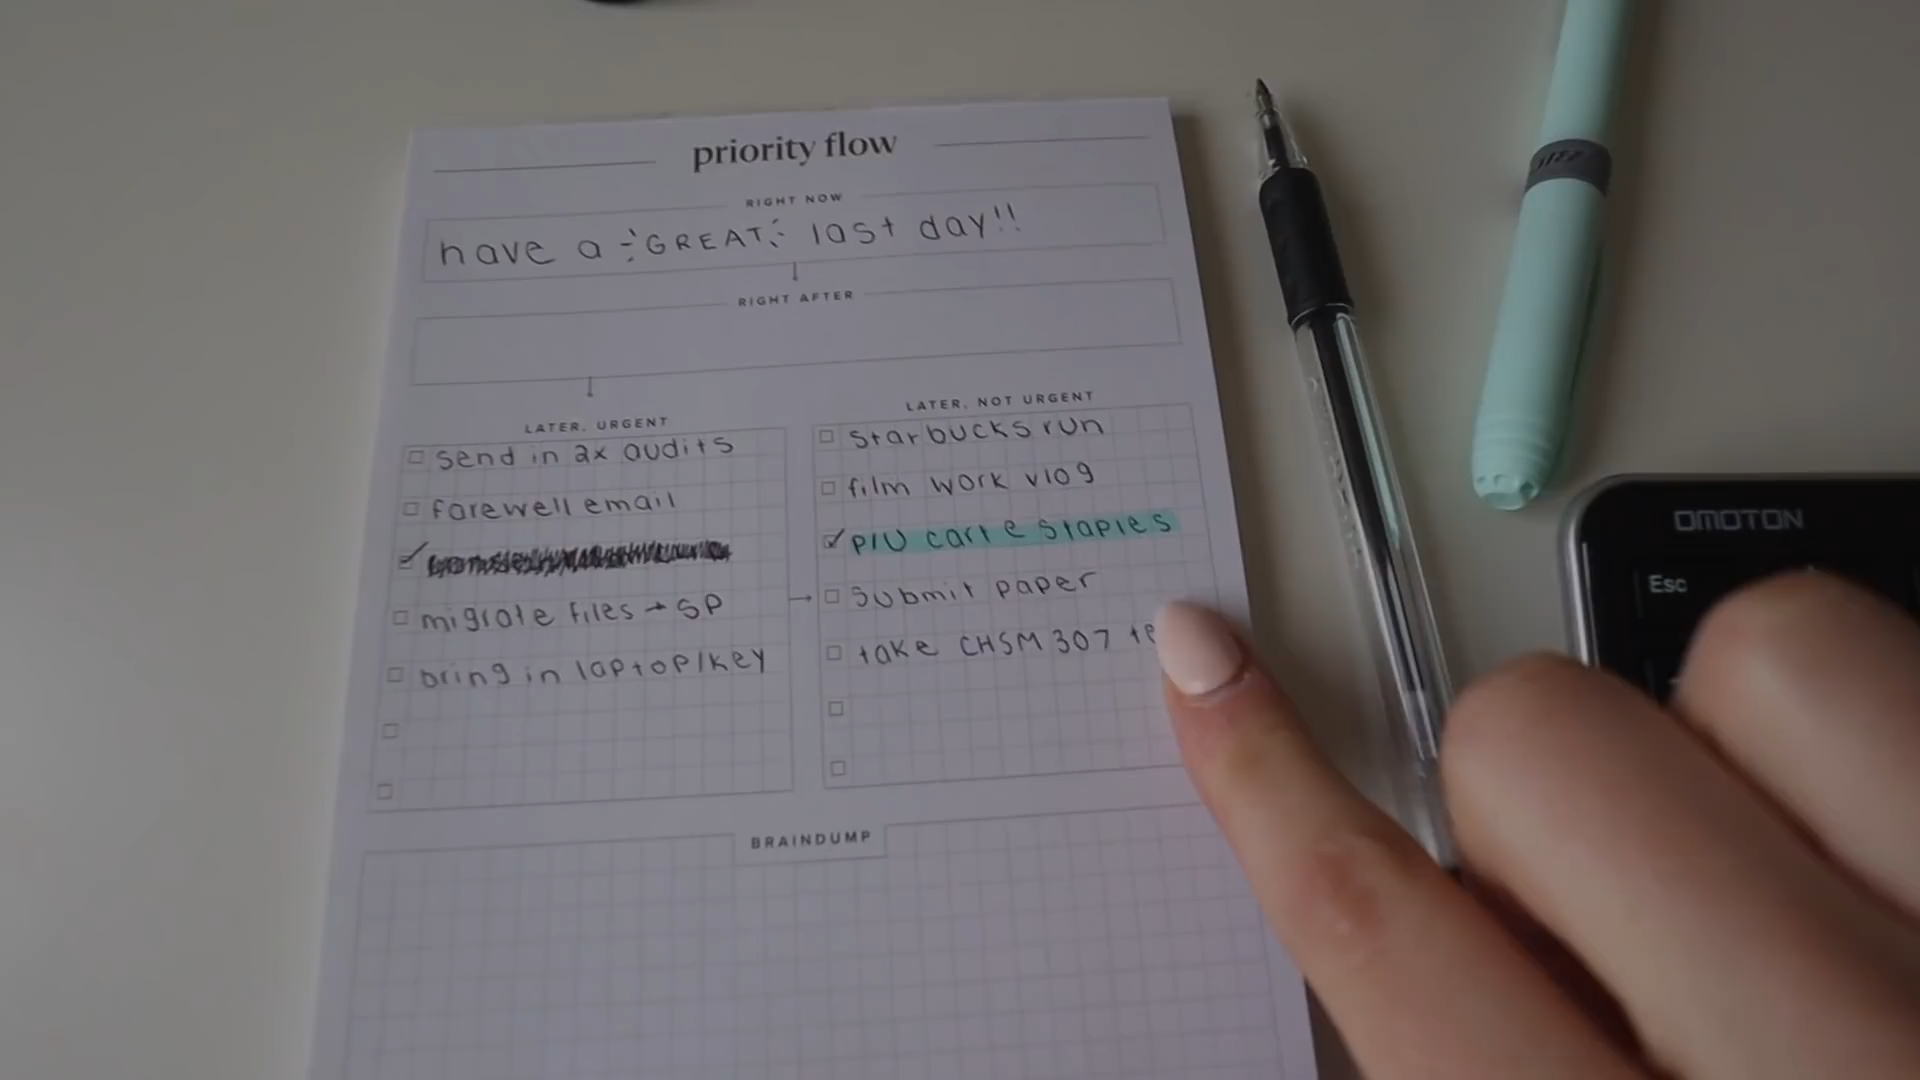 priority flow
RIGHT NOW
have a GREAT last day!!
RIGHT AFTER
LATER, URGENT
send in 2x audits
farewell email
migrate files → SP
bring in laptop/key
LATER, NOT URGENT
starbucks run
film work vlog
P/U card @ staples
submit paper
take CHSM 307
BRAINDUMP
OMOTON
Esc